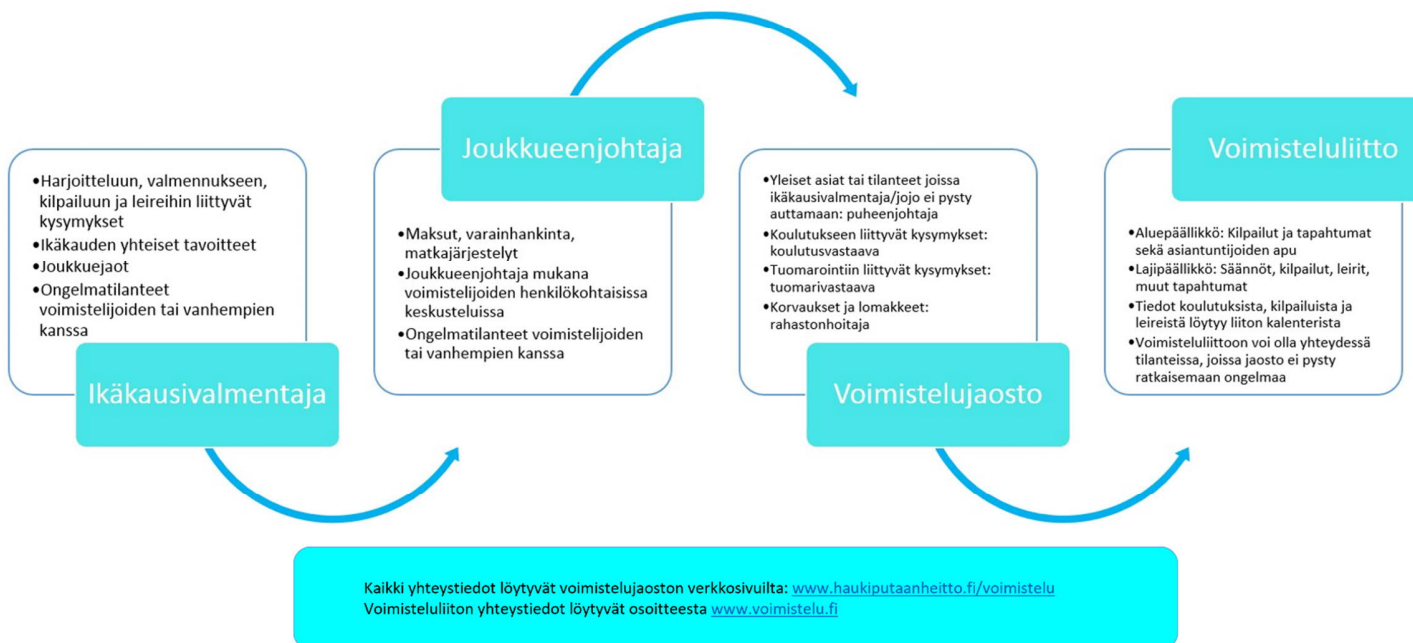 •Harjoitteluun, valmennukseen,
kilpailuun ja leireihin liittyvät
kysymykset
•Ikäkauden yhteiset tavoitteet
•Joukkuejaot
•Ongelmatilanteet
voimistelijoiden tai vanhempien
kanssa
Ikäkausivalmentaja
Joukkueenjohtaja
•Maksut, varainhankinta,
matkajärjestelyt
•Joukkueenjohtaja mukana
voimistelijoiden henkilökohtaisissa
keskusteluissa
•Ongelmatilanteet voimistelijoiden
tai vanhempien kanssa
•Yleiset asiat tai tilanteet joissa
ikäkausivalmentaja/jojo ei pysty
auttamaan: puheenjohtaja
•Koulutukseen liittyvät kysymykset:
koulutusvastaava
•Tuomarointiin liittyvät kysymykset:
tuomarivastaava
•Korvaukset ja lomakkeet:
rahastonhoitaja
Voimistelujaosto
Voimisteluliitto
•Aluepäällikkö: Kilpailut ja tapahtumat
sekä asiantuntijoiden apu
•Lajipäällikkö: Säännöt, kilpailut, leirit,
muut tapahtumat
•Tiedot koulutuksista, kilpailuista ja
leireistä löytyy liiton kalenterista
•Voimisteluliittoon voi olla yhteydessä
tilanteissa, joissa jaosto ei pysty
ratkaisemaan ongelmaa
Kaikki yhteystiedot löytyvät voimistelujaoston verkkosivuilta: www.haukiputaanheitto.fi/voimistelu
Voimisteluliiton yhteystiedot löytyvät osoitteesta www.voimistelu.fi